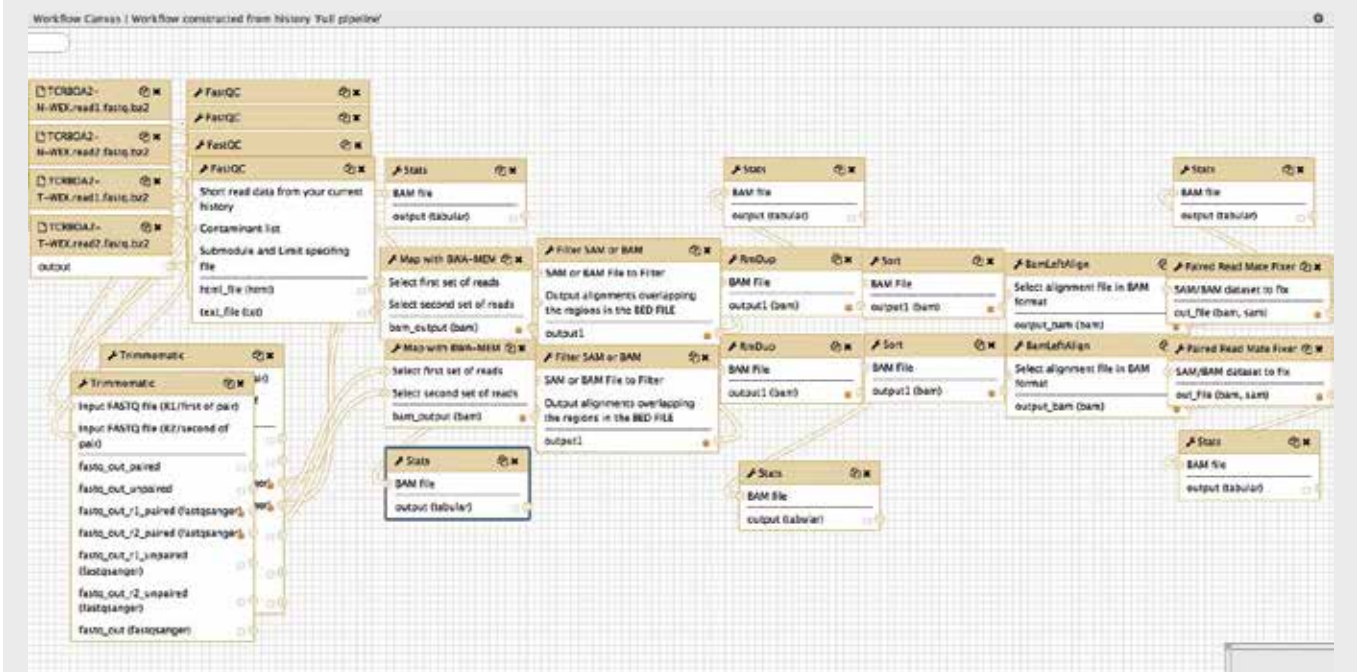 Workflow Canvas | Workflow constructed from history 'Full pipeline'
TCRBOA2-
N-WEX.read1.fastq.bz2
TCRBOA2-
N-WEX.read2.fastq.bz2
TCRBOA2-
T-WEX.read1.fastq.bz2
TCRBOA2-
T-WEX.read2.fastq.bz2
output
FastQC
FastQC
FastQC
FastQC
Short read data from your current
history
Contaminant list
Submodule and Limit specifing
file
html_file (html)
text_file (txt)
Trimmomatic
Trimmomatic
Input FASTQ file (R1/first of pair)
Input FASTQ file (R2/second of
pair)
fastq_out_paired
fastq_out_unpaired
fastq_out_r1_paired (fastqsanger)
fastq_out_r2_paired (fastqsanger)
fastq_out_r1_unpaired
(fastqsanger)
fastq_out_r2_unpaired
(fastqsanger)
fastq_out (fastqsanger)
Stats
BAM file
output (tabular)
Map with BWA-MEM
Select first set of reads
Select second set of reads
bam_output (bam)
Map with BWA-MEM
Select first set of reads
Select second set of reads
bam_output (bam)
Stats
BAM file
output (tabular)
Filter SAM or BAM
SAM or BAM File to Filter
Output alignments overlapping
the regions in the BED FILE
output1
Filter SAM or BAM
SAM or BAM File to Filter
Output alignments overlapping
the regions in the BED FILE
output1
Stats
BAM file
output (tabular)
RmDup
BAM File
output1 (bam)
RmDup
BAM File
output1 (bam)
Stats
BAM file
output (tabular)
Sort
BAM File
output1 (bam)
Sort
BAM File
output1 (bam)
BamLeftAlign
Select alignment file in BAM
format
output_bam (bam)
BamLeftAlign
Select alignment file in BAM
format
output_bam (bam)
Stats
BAM file
output (tabular)
Paired Read Mate Fixer
SAM/BAM dataset to fix
out_file (bam, sam)
Paired Read Mate Fixer
SAM/BAM dataset to fix
out_file (bam, sam)
Stats
BAM file
output (tabular)